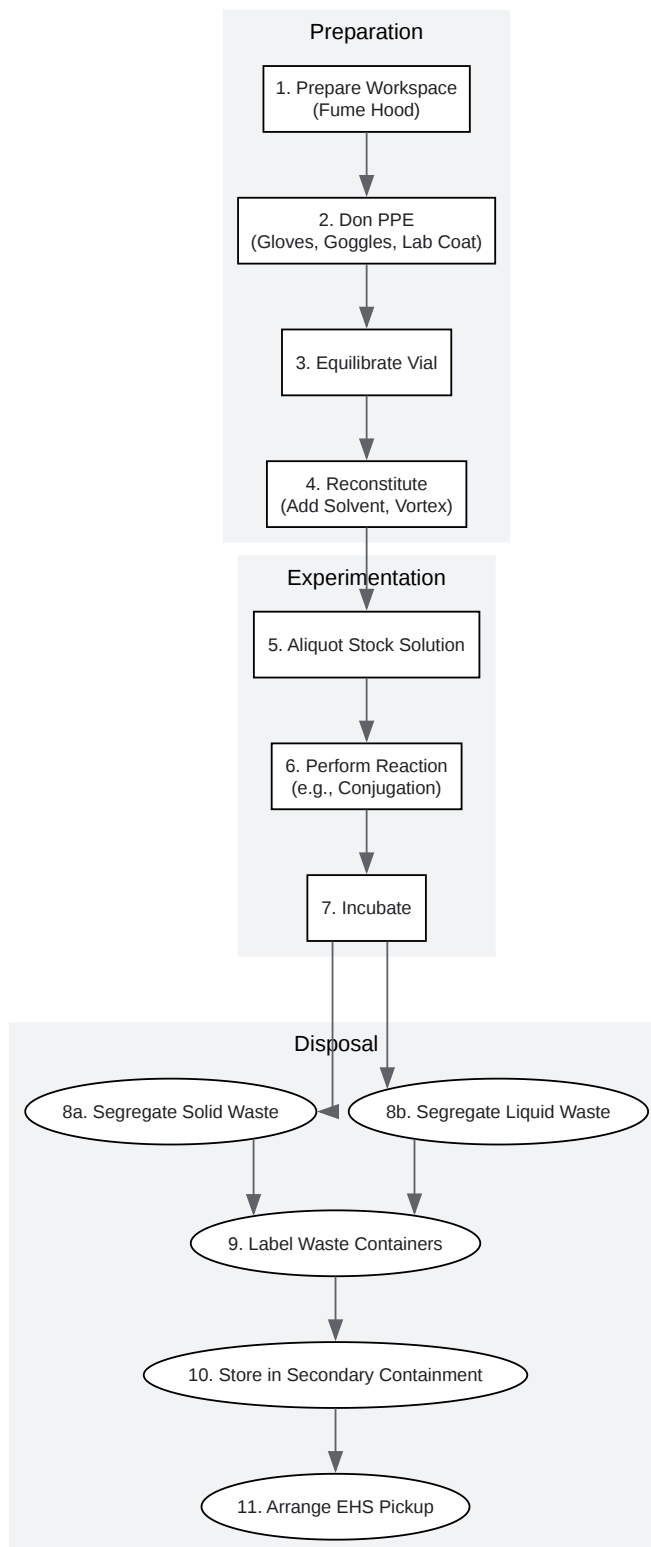 Preparation
1. Prepare Workspace
(Fume Hood)
2. Don PPE
(Gloves, Goggles, Lab Coat)
3. Equilibrate Vial
4. Reconstitute
(Add Solvent, Vortex)
Experimentation
5. Aliquot Stock Solution
6. Perform Reaction
(e.g., Conjugation)
7. Incubate
Disposal
8a. Segregate Solid Waste
8b. Segregate Liquid Waste
9. Label Waste Containers
10. Store in Secondary Containment
11. Arrange EHS Pickup